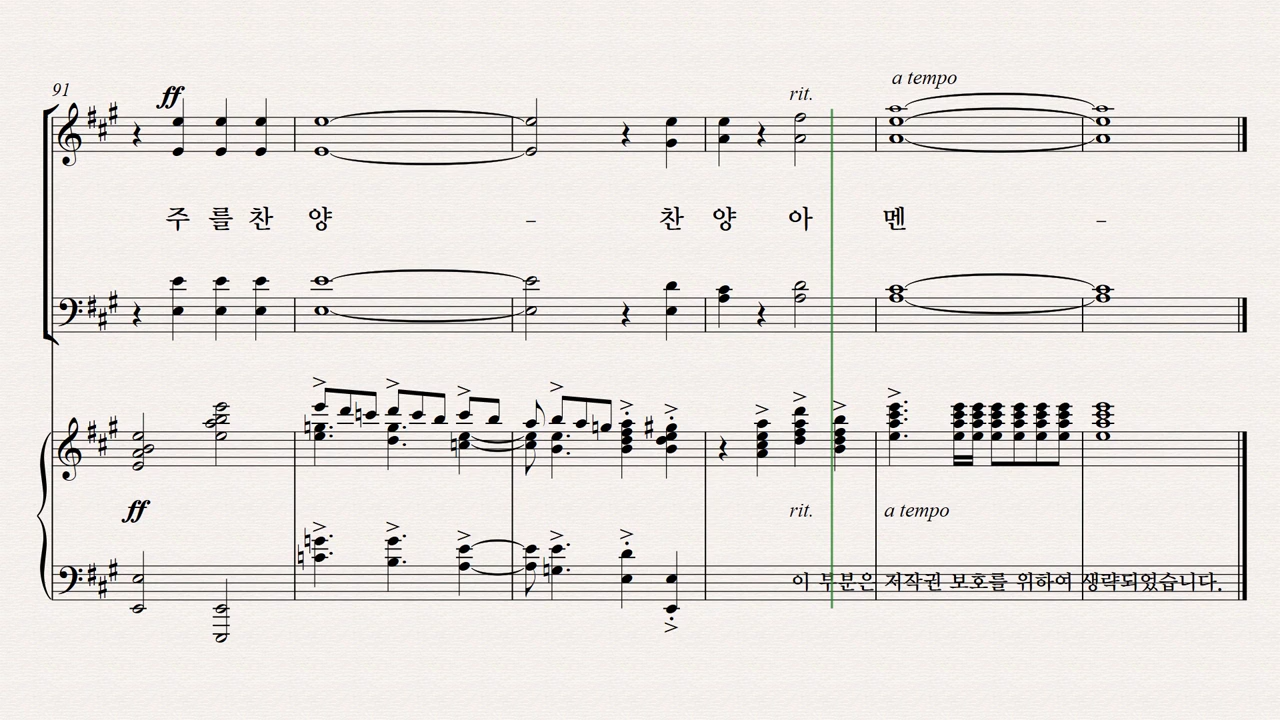 a tempo
91 ff rit.
주 를 찬 양 - 찬 양 아 멘 -
ff rit. a tempo
이 부분은 저작권 보호를 위하여 생략되었습니다.